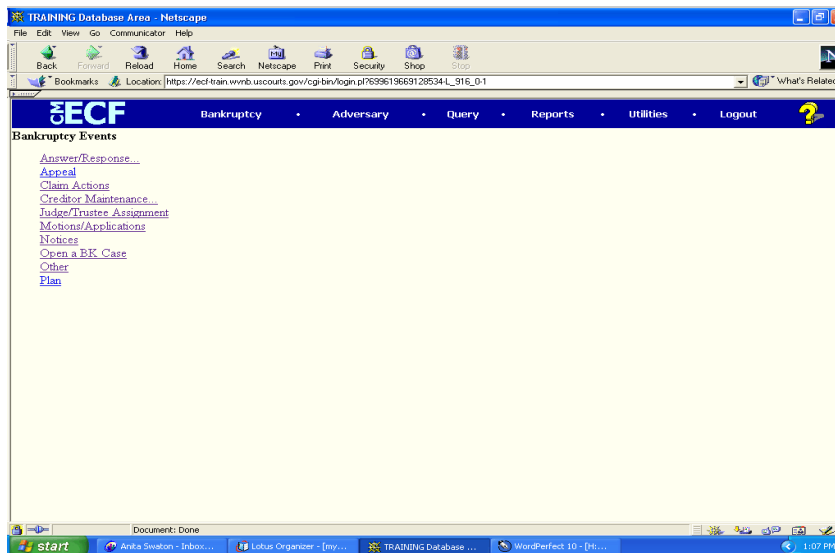 TRAINING Database Area - Netscape
File Edit View Go Communicator Help
Back Forward Reload Home Search Netscape Print Security Shop Stop
Bookmarks Location: https://ecf-train.wvnb.uscourts.gov/cgi-bin/login.pl?699619669128534-L_916_0-1 What's Related
CM ECF Bankruptcy • Adversary • Query • Reports • Utilities • Logout ?
Bankruptcy Events
Answer/Response...
Appeal
Claim Actions
Creditor Maintenance...
Judge/Trustee Assignment
Motions/Applications
Notices
Open a BK Case
Other
Plan
Document: Done
start Anita Swaton - Inbox... Lotus Organizer - [my... TRAINING Database ... WordPerfect 10 - [H:... 1:07 PM